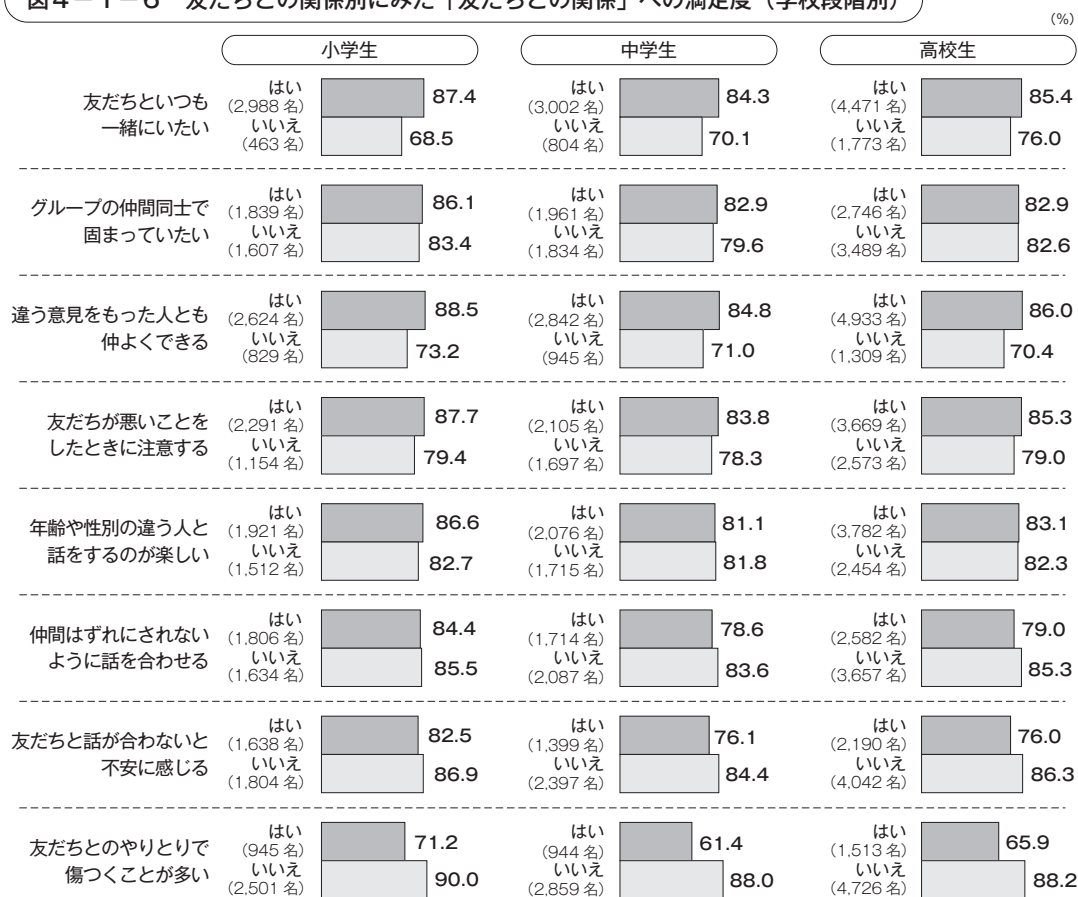 図4-1-6 友だちとの関係別にみた「友だちとの関係」への満足度(学校段階別)
(%)
小学生 中学生 高校生
友だちといつも
一緒にいたい
はい
(2,988名)
いいえ
(463名)
87.4
68.5
はい
(3,002名)
いいえ
(804名)
84.3
70.1
はい
(4,471名)
いいえ
(1,773名)
85.4
76.0
グループの仲間同士で
固まっていたい
はい
(1,839名)
いいえ
(1,607名)
86.1
83.4
はい
(1,961名)
いいえ
(1,834名)
82.9
79.6
はい
(2,746名)
いいえ
(3,489名)
82.9
82.6
違う意見をもった人とも
仲よくできる
はい
(2,624名)
いいえ
(829名)
88.5
73.2
はい
(2,842名)
いいえ
(945名)
84.8
71.0
はい
(4,933名)
いいえ
(1,309名)
86.0
70.4
友だちが悪いことを
したときに注意する
はい
(2,291名)
いいえ
(1,154名)
87.7
79.4
はい
(2,105名)
いいえ
(1,697名)
83.8
78.3
はい
(3,669名)
いいえ
(2,573名)
85.3
79.0
年齢や性別の違う人と
話をするのが楽しい
はい
(1,921名)
いいえ
(1,512名)
86.6
82.7
はい
(2,076名)
いいえ
(1,715名)
81.1
81.8
はい
(3,782名)
いいえ
(2,454名)
83.1
82.3
仲間はずれにされない
ように話を合わせる
はい
(1,806名)
いいえ
(1,634名)
84.4
85.5
はい
(1,714名)
いいえ
(2,087名)
78.6
83.6
はい
(2,582名)
いいえ
(3,657名)
79.0
85.3
友だちと話が合わないと
不安に感じる
はい
(1,638名)
いいえ
(1,804名)
82.5
86.9
はい
(1,399名)
いいえ
(2,397名)
76.1
84.4
はい
(2,190名)
いいえ
(4,042名)
76.0
86.3
友だちとのやりとりで
傷つくことが多い
はい
(945名)
いいえ
(2,501名)
71.2
90.0
はい
(944名)
いいえ
(2,859名)
61.4
88.0
はい
(1,513名)
いいえ
(4,726名)
65.9
88.2